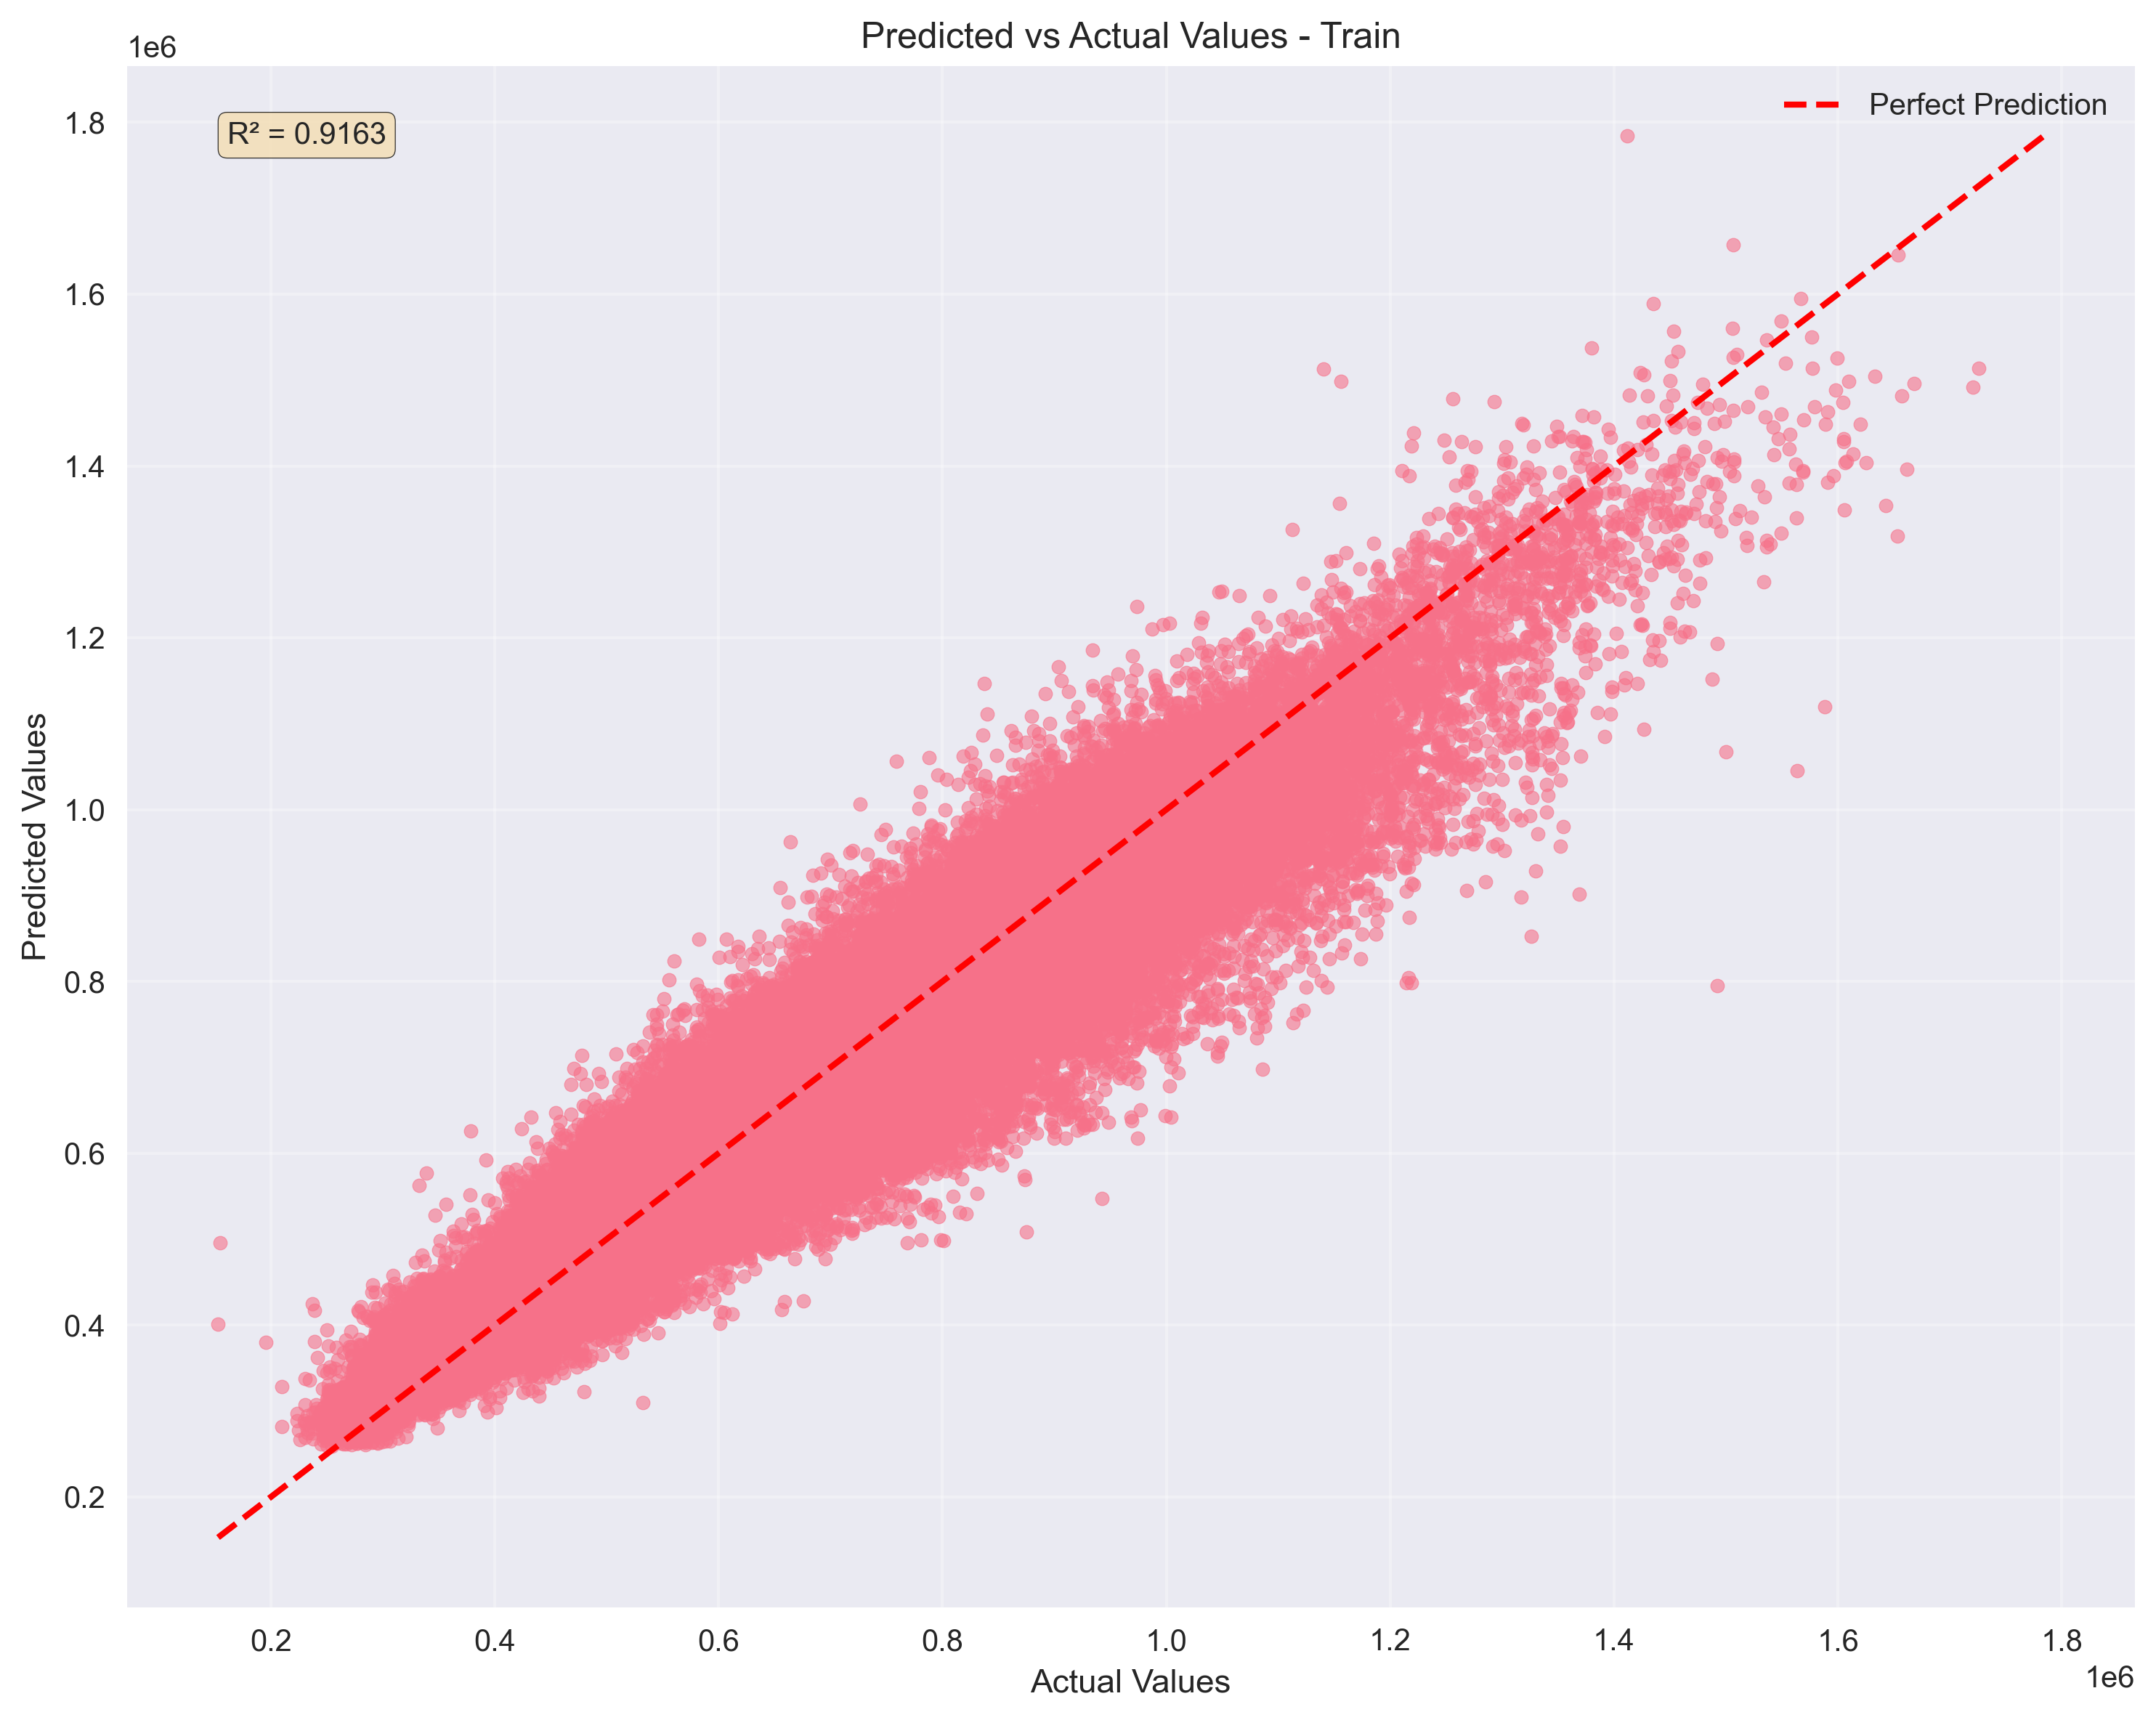 Predicted vs Actual Values - Train
1e6
R² = 0.9163
Perfect Prediction
1.8
1.6
1.4
1.2
1.0
0.8
0.6
0.4
0.2
Predicted Values
0.2 0.4 0.6 0.8 1.0 1.2 1.4 1.6 1.8
1e6
Actual Values